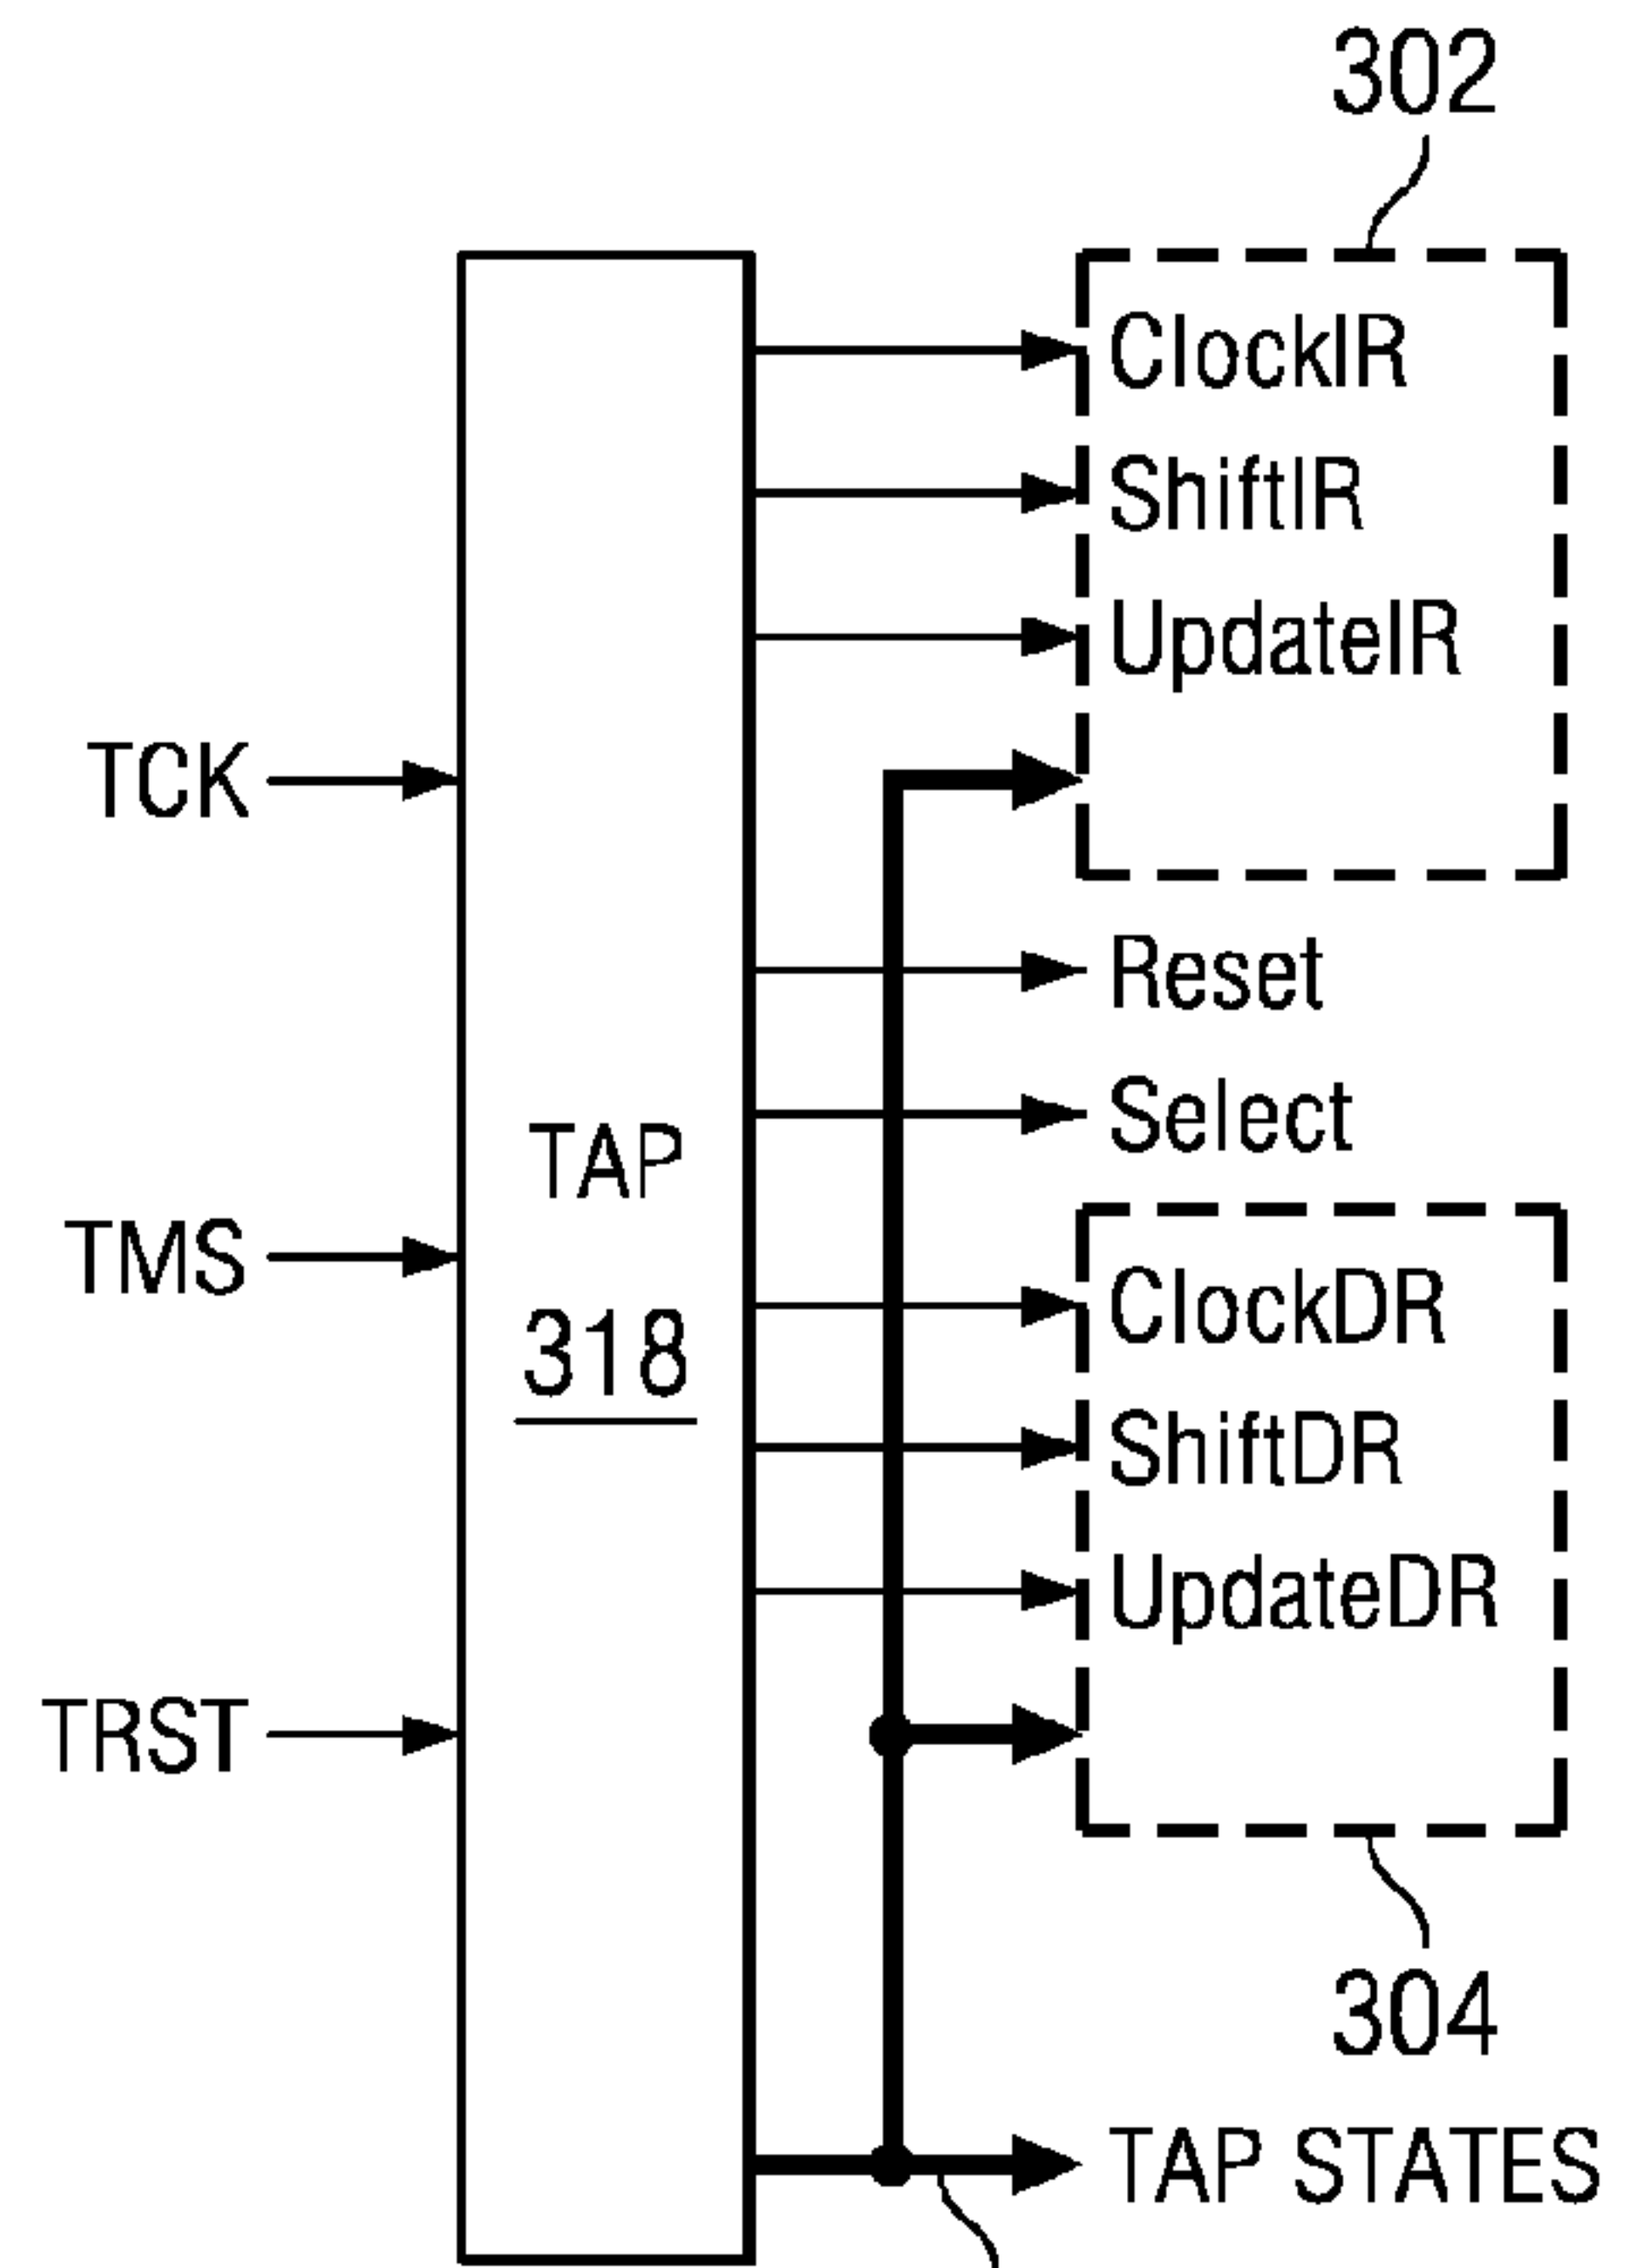 302
ClockIR
ShiftIR
UpdateIR
TCK
Reset
Select
TAP
TMS
318
ClockDR
ShiftDR
UpdateDR
TRST
304
TAP STATES